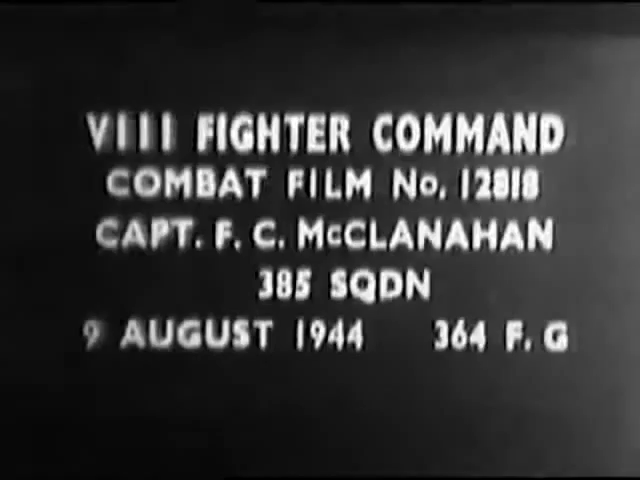 VIII FIGHTER COMMAND
COMBAT FILM No. 12818
CAPT. F. C. McCLANAHAN
385 SQDN
9 AUGUST 1944 364 F. G